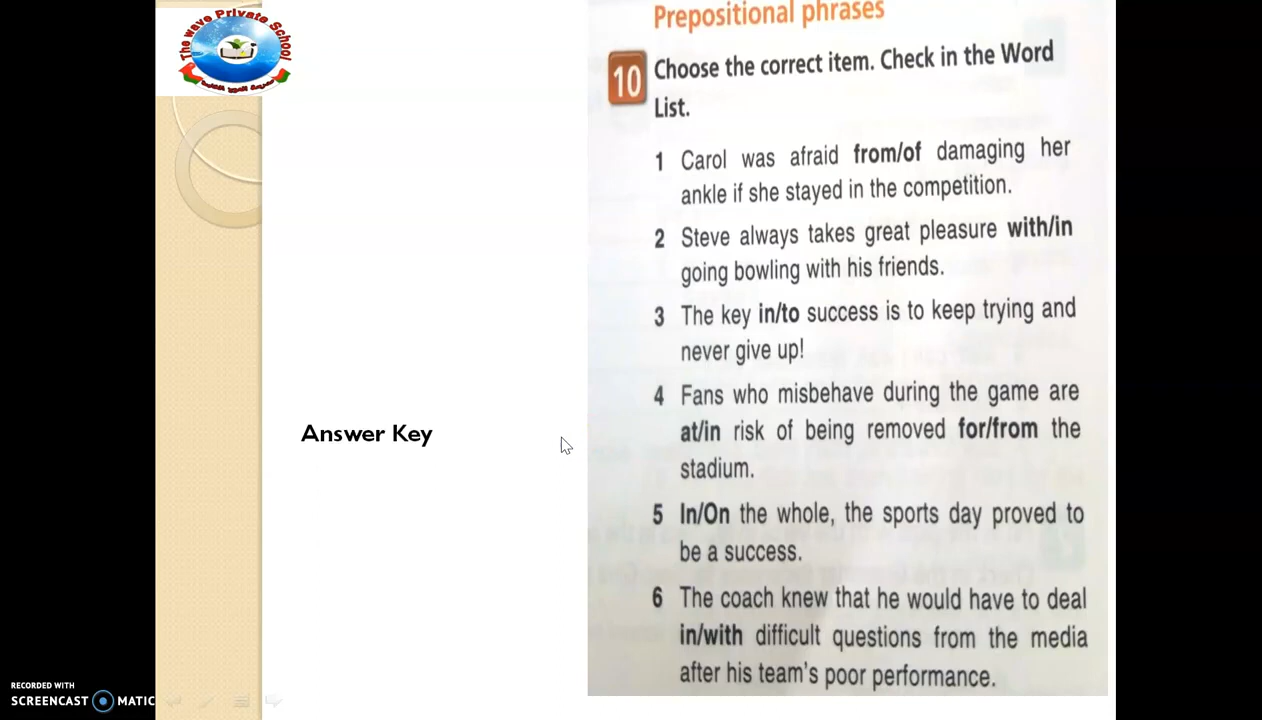 The wave Private School
Prepositional phrases
10 Choose the correct item. Check in the Word
List.
1 Carol was afraid from/of damaging her
ankle if she stayed in the competition.
2 Steve always takes great pleasure with/in
going bowling with his friends.
3 The key in/to success is to keep trying and
never give up!
4 Fans who misbehave during the game are
at/in risk of being removed for/from the
stadium.
5 In/On the whole, the sports day proved to
be a success.
6 The coach knew that he would have to deal
in/with difficult questions from the media
after his team's poor performance.
Answer Key
RECORDED WITH
SCREENCAST MATIC